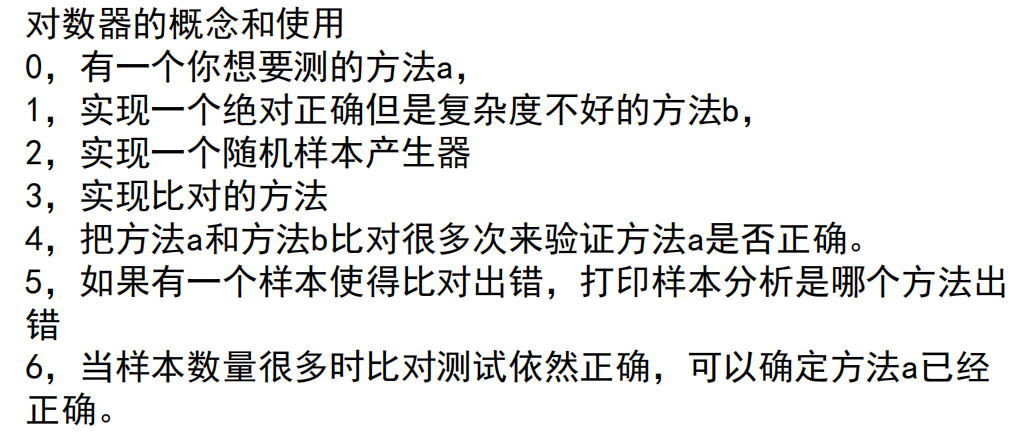 对数器的概念和使用
0，有一个你想要测的方法a，
1，实现一个绝对正确但是复杂度不好的方法b，
2，实现一个随机样本产生器
3，实现比对的方法
4，把方法a和方法b比对很多次来验证方法a是否正确。
5，如果有一个样本使得比对出错，打印样本分析是哪个方法出
错
6，当样本数量很多时比对测试依然正确，可以确定方法a已经
正确。